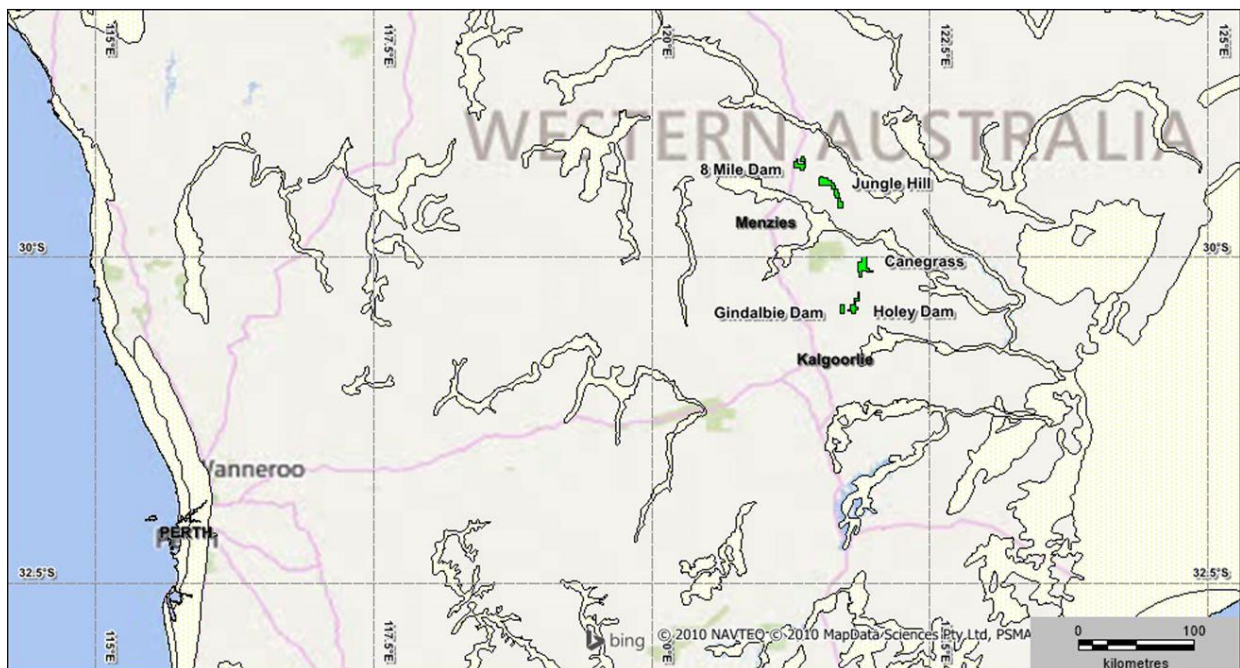 115°E
117.5°E
120°E
122.5°E
125°E
WESTERN AUSTRALIA
8 Mile Dam
Jungle Hill
Menzies
30°S
30°S
Canegrass
Gindalbie Dam
Holey Dam
Kalgoorlie
Wanneroo
PERTH
32.5°S
32.5°S
bing © 2010 NAVTEQ © 2010 MapData Sciences Pty Ltd, PSMA
0 100
kilometres
115°E
117.5°E